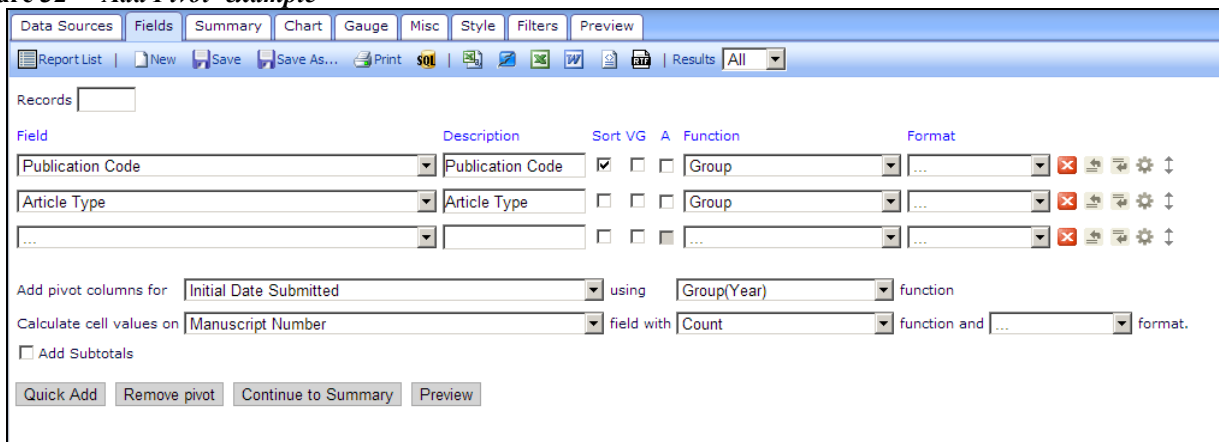 Data Sources Fields Summary Chart Gauge Misc Style Filters Preview
Report List | New Save Save As... Print SQL | W RTF | Results All
Records
Field Description Sort VG A Function Format
Publication Code Publication Code Group ...
Article Type Article Type Group ...
... ... ...
Add pivot columns for Initial Date Submitted using Group(Year) function
Calculate cell values on Manuscript Number field with Count function and ... format.
Add Subtotals
Quick Add Remove pivot Continue to Summary Preview